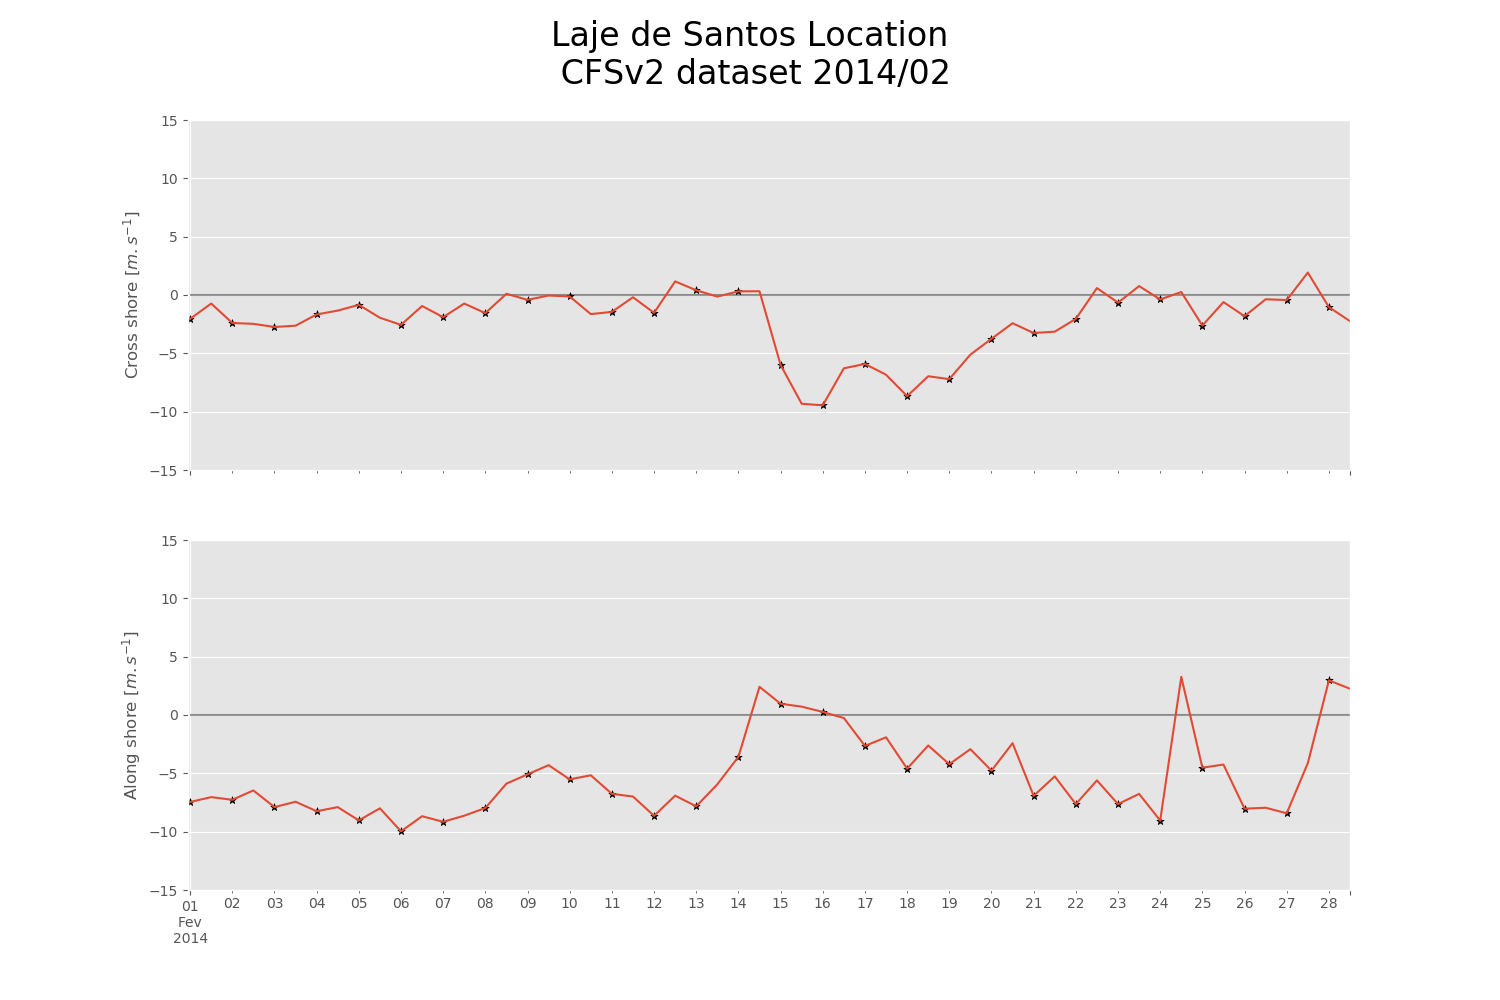 Laje de Santos Location
CFSv2 dataset 2014/02
15
10
5
0
−5
−10
−15
Cross shore [m.s⁻¹]
15
10
5
0
−5
−10
−15
Along shore [m.s⁻¹]
01 02 03 04 05 06 07 08 09 10 11 12 13 14 15 16 17 18 19 20 21 22 23 24 25 26 27 28
Fev
2014